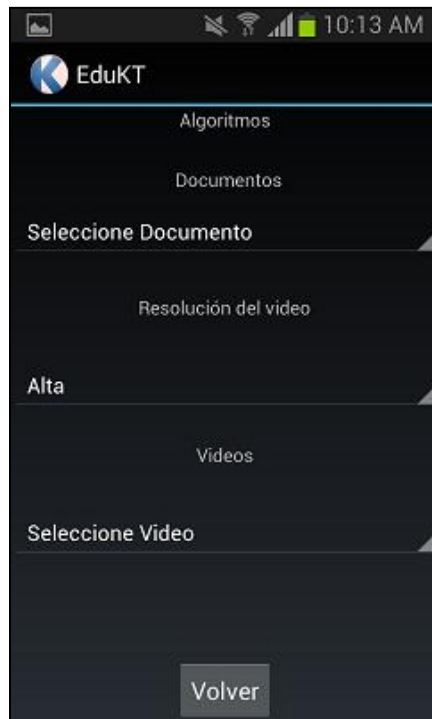 10:13 AM
EduKT
Algoritmos
Documentos
Seleccione Documento
Resolución del video
Alta
Videos
Seleccione Video
Volver